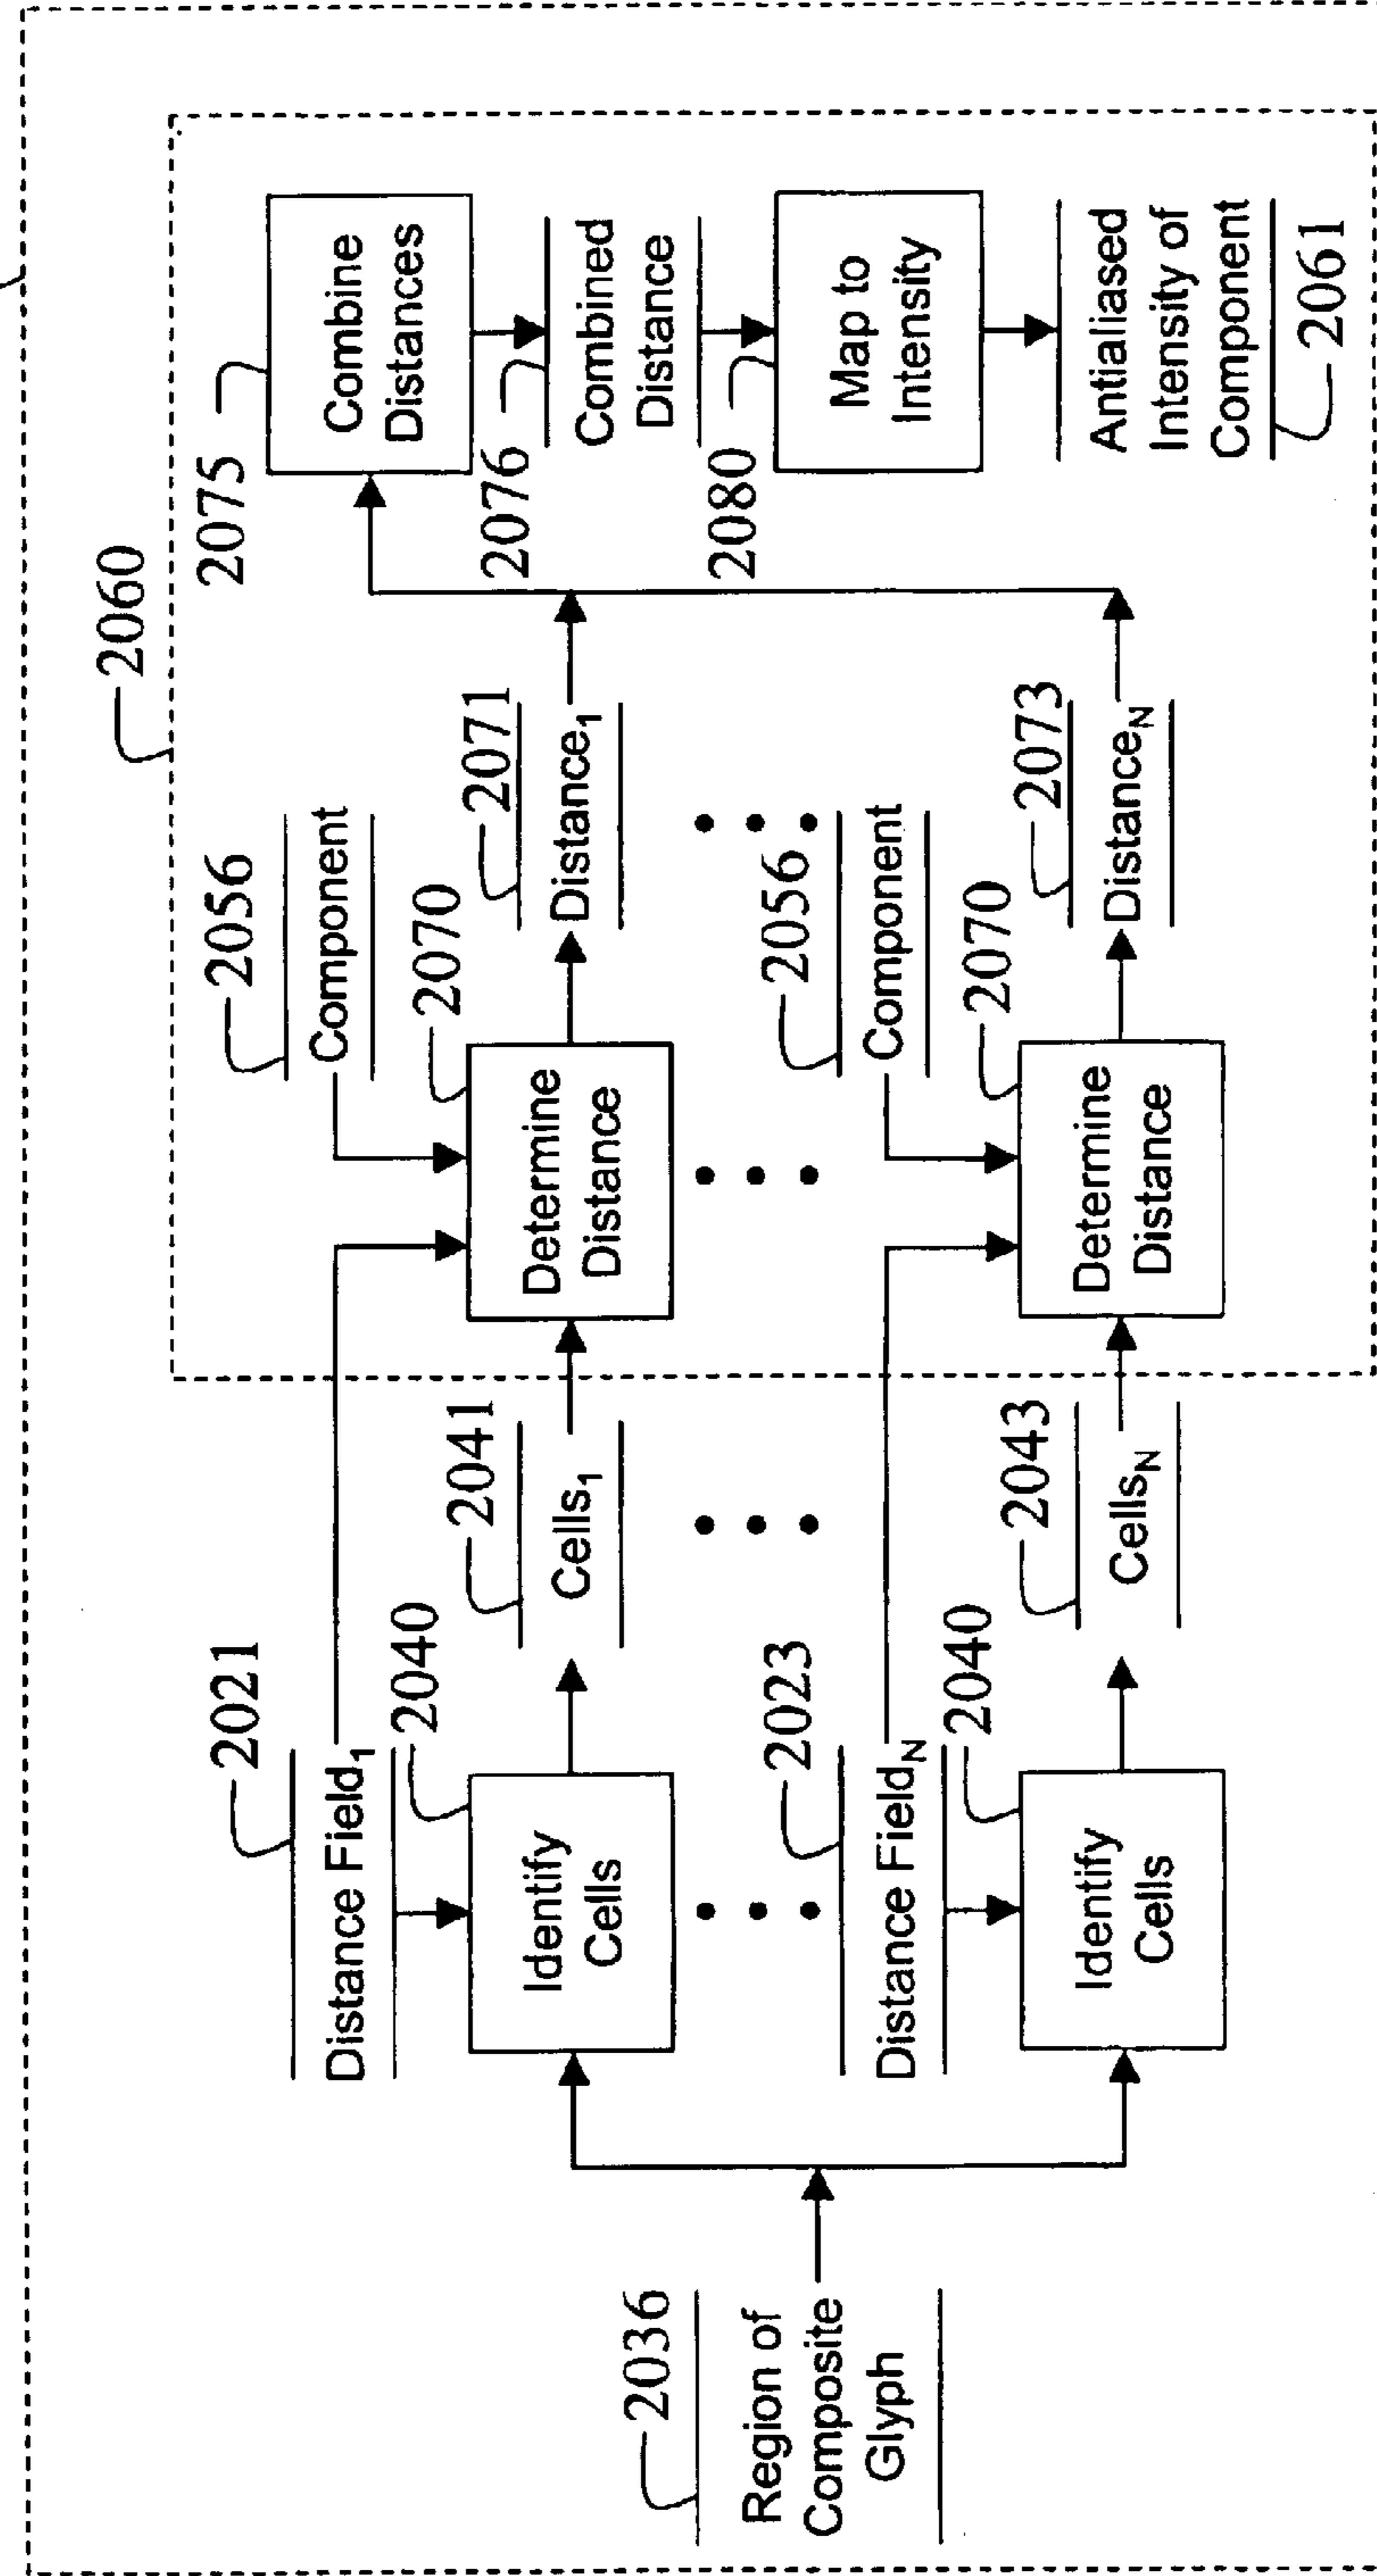 2060
2036
Region of
Composite
Glyph
2021
Distance Field1
2040
Identify
Cells
2041
Cells1
2056
Component
2070
Determine
Distance
2071
Distance1
2075
Combine
Distances
2076
Combined
Distance
2080
Map to
Intensity
Antialiased
Intensity of
Component
2061
2023
Distance FieldN
2040
Identify
Cells
2043
CellsN
2056
Component
2070
Determine
Distance
2073
DistanceN